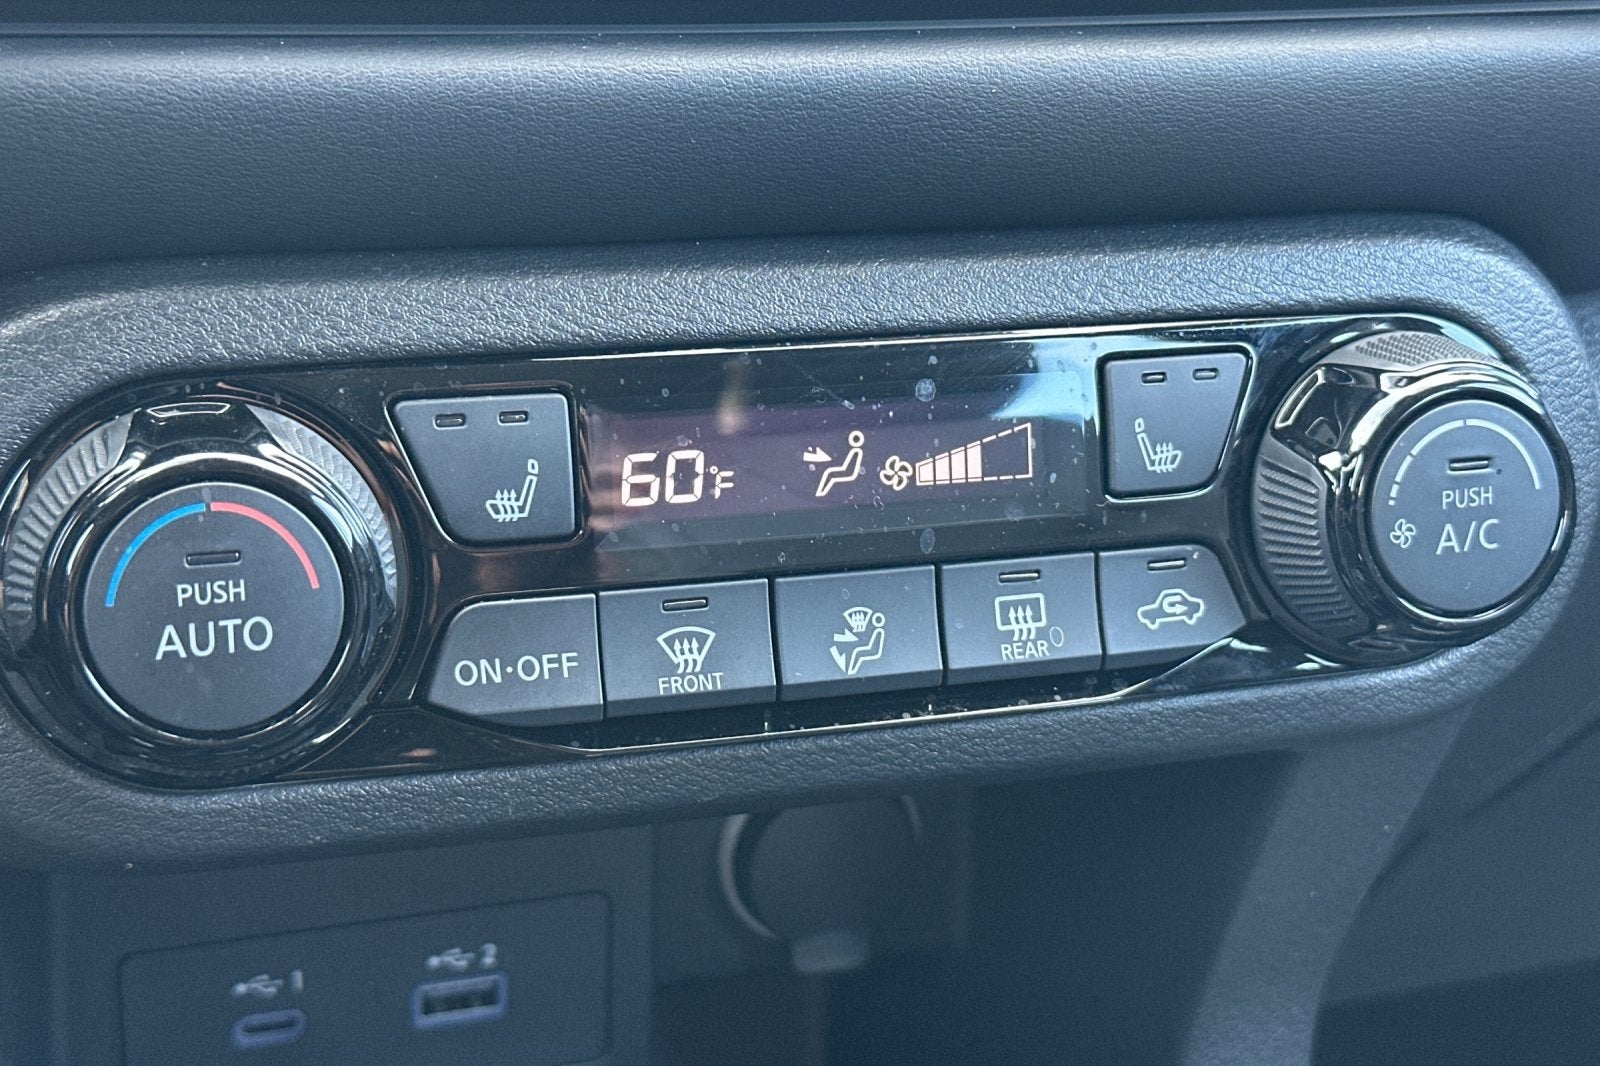 60°F
PUSH
A/C
PUSH
AUTO
ON·OFF
FRONT
REAR
1
2